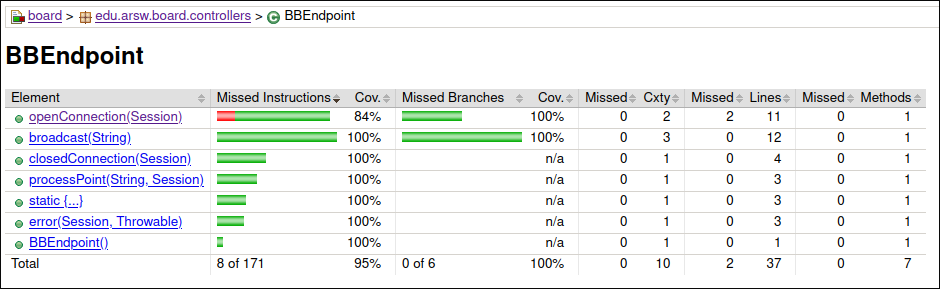 board > edu.arsw.board.controllers > BBEndpoint
BBEndpoint
Element Missed Instructions Cov. Missed Branches Cov. Missed Cxty Missed Lines Missed Methods
openConnection(Session) 84% 100% 0 2 2 11 0 1
broadcast(String) 100% 100% 0 3 0 12 0 1
closedConnection(Session) 100% n/a 0 1 0 4 0 1
processPoint(String, Session) 100% n/a 0 1 0 3 0 1
static {...} 100% n/a 0 1 0 3 0 1
error(Session, Throwable) 100% n/a 0 1 0 3 0 1
BBEndpoint() 100% n/a 0 1 0 1 0 1
Total 8 of 171 95% 0 of 6 100% 0 10 2 37 0 7